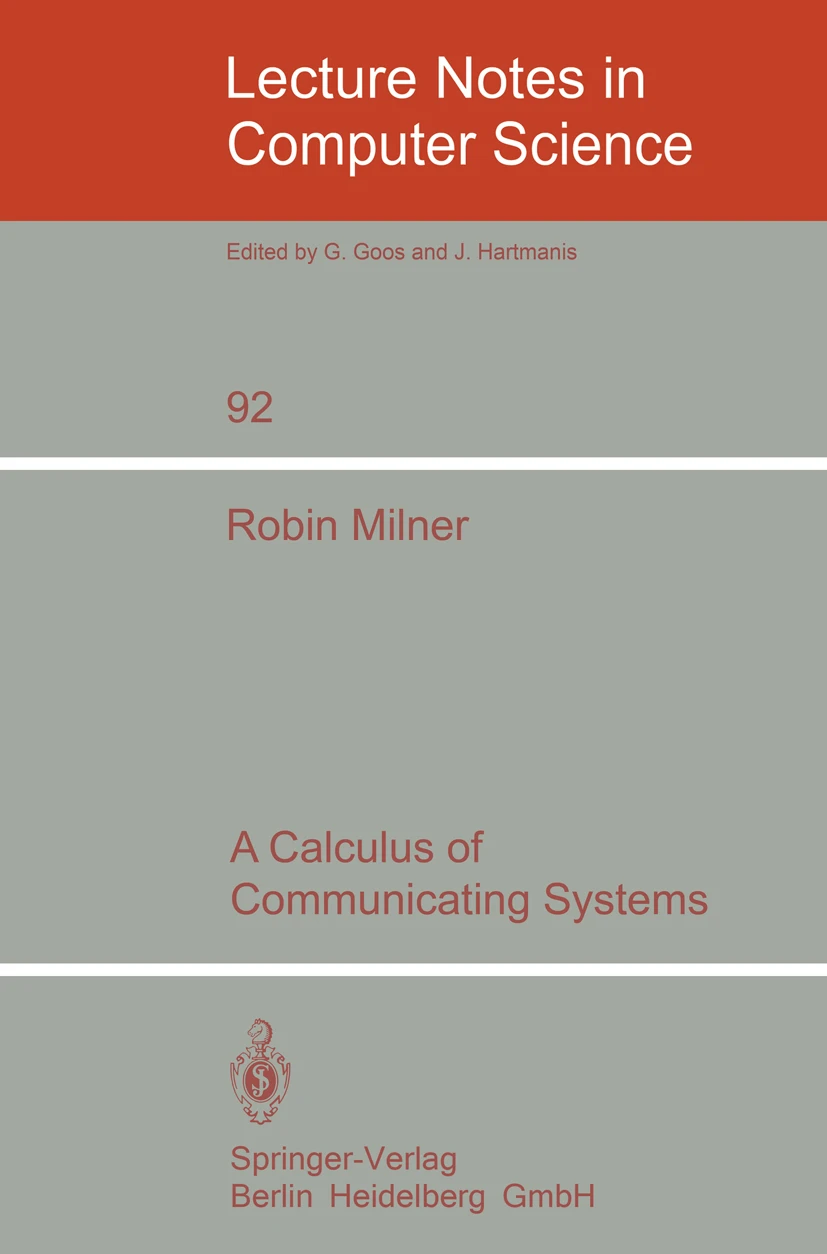 Lecture Notes in
Computer Science
Edited by G. Goos and J. Hartmanis
92
Robin Milner
A Calculus of
Communicating Systems
Springer-Verlag
Berlin Heidelberg GmbH